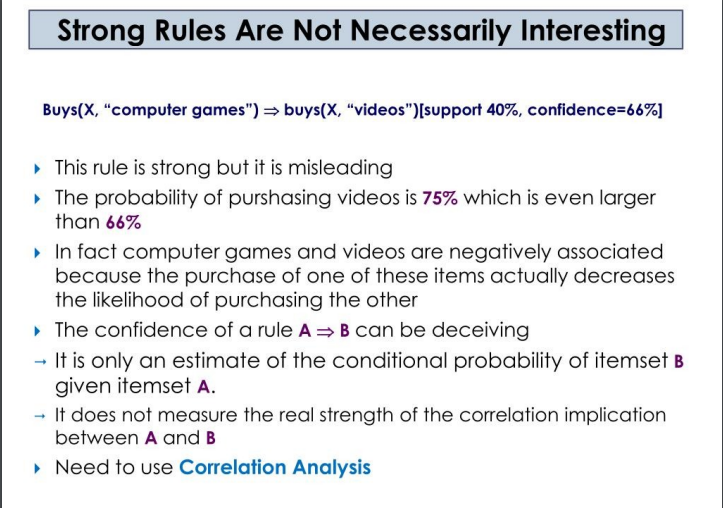 Strong Rules Are Not Necessarily Interesting
Buys(X, “computer games”) ⇒ buys(X, “videos”)[support 40%, confidence=66%]
This rule is strong but it is misleading
The probability of purshasing videos is 75% which is even larger
than 66%
In fact computer games and videos are negatively associated
because the purchase of one of these items actually decreases
the likelihood of purchasing the other
The confidence of a rule A ⇒ B can be deceiving
→ It is only an estimate of the conditional probability of itemset B
given itemset A.
→ It does not measure the real strength of the correlation implication
between A and B
Need to use Correlation Analysis